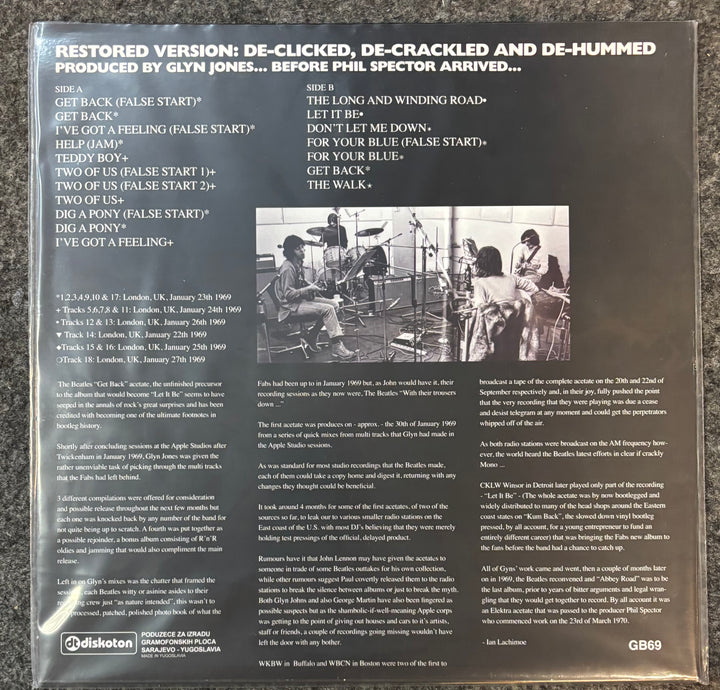 RESTORED VERSION: DE-CLICKED, DE-CRACKLED AND DE-HUMMED
PRODUCED BY GLYN JONES... BEFORE PHIL SPECTOR ARRIVED...
SIDE A
GET BACK (FALSE START)*
GET BACK*
I'VE GOT A FEELING (FALSE START)*
HELP (JAM)*
TEDDY BOY+
TWO OF US (FALSE START 1)+
TWO OF US (FALSE START 2)+
TWO OF US+
DIG A PONY (FALSE START)*
DIG A PONY*
I'VE GOT A FEELING+
SIDE B
THE LONG AND WINDING ROAD•
LET IT BE•
DON'T LET ME DOWN⋆
FOR YOUR BLUE (FALSE START)⋆
FOR YOUR BLUE⋆
GET BACK*
THE WALK⋆
*1,2,3,4,9,10 & 17: London, UK, January 23th 1969
+ Tracks 5,6,7,8 & 11: London, UK, January 24th 1969
• Tracks 12 & 13: London, UK, January 26th 1969
▼ Track 14: London, UK, January 22th 1969
♦Tracks 15 & 16: London, UK, January 25th 1969
❍Track 18: London, UK, January 27th 1969
The Beatles "Get Back" acetate, the unfinished precursor
to the album that would become "Let It Be" seems to have
seeped in the annals of rock's great surprises and has been
credited with becoming one of the ultimate footnotes in
bootleg history.
Shortly after concluding sessions at the Apple Studios after
Twickenham in January 1969, Glyn Jones was given the
rather unenviable task of picking through the multi tracks
that the Fabs had left behind.
3 different compilations were offered for consideration
and possible release throughout the next few months but
each one was knocked back by any number of the band for
not quite being up to scratch. A fourth was put together as
a possible rejoinder, a bonus album consisting of R'n'R
oldies and jamming that would also compliment the main
release.
Left in on Glyn's mixes was the chatter that framed the
each Beatles witty or asinine asides to their
crew just "as nature intended", this wasn't to
processed, patched, polished photo book of what the
Fabs had been up to in January 1969 but, as John would have it, their
recording sessions as they now were, The Beatles "With their trousers
down ..."
The first acetate was produces on - approx. - the 30th of January 1969
from a series of quick mixes from multi tracks that Glyn had made in
the Apple Studio sessions.
As was standard for most studio recordings that the Beatles made,
each of them could take a copy home and digest it, returning with any
changes they thought could be beneficial.
It took around 4 months for some of the first acetates, of two of the
sources so far, to leak our to various smaller radio stations on the
East coast of the U.S. with most DJ's believing that they were merely
holding test pressings of the official, delayed product.
Rumours have it that John Lennon may have given the acetates to
someone in trade of some Beatles outtakes for his own collection,
while other rumours suggest Paul covertly released them to the radio
stations to break the silence between albums or just to break the myth.
Both Glyn Johns and also George Martin have also been fingered as
possible suspects but as the shambolic-if-well-meaning Apple corps
was getting to the point of giving out houses and cars to it's artists,
staff or friends, a couple of recordings going missing wouldn't have
left the door with any bother.
WKBW in Buffalo and WBCN in Boston were two of the first to
broadcast a tape of the complete acetate on the 20th and 22nd of
September respectively and, in their joy, fully pushed the point
that the very recording that they were playing was due a cease
and desist telegram at any moment and could get the perpetrators
whipped off of the air.
As both radio stations were broadcast on the AM frequency how-
ever, the world heard the Beatles latest efforts in clear if crackly
Mono ...
CKLW Winsor in Detroit later played only part of the recording
- "Let It Be" - (The whole acetate was by now bootlegged and
widely distributed to many of the head shops around the Eastern
coast states on "Kum Back", the slowed down vinyl bootleg
pressed, by all account, for a young entrepreneur to fund an
entirely different career) that was bringing the Fabs new album to
the fans before the band had a chance to catch up.
All of Gyns' work came and went, then a couple of months later
on in 1969, the Beatles reconvened and "Abbey Road" was to be
the last album, prior to years of bitter arguments and legal wran-
gling that they would ever together to record. By all account it was
an Elektra acetate that was passed to the producer Phil Spector
who commenced work on the 23rd of March 1970.
- Ian Lachimoe
dt diskoton
PODUZECE ZA IZRADU
GRAMOFONSKIH PLOCA
SARAJEVO - YUGOSLAVIA
MADE IN YUGOSLAVIA
GB69